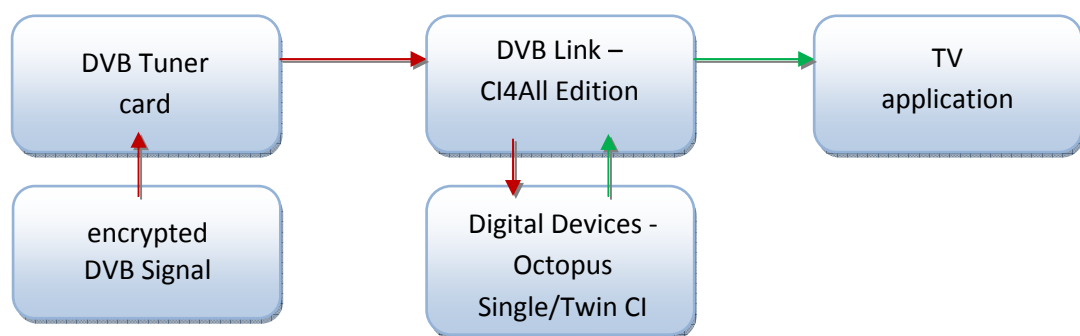 DVB Tuner
card
DVB Link –
CI4All Edition
TV
application
encrypted
DVB Signal
Digital Devices -
Octopus
Single/Twin CI